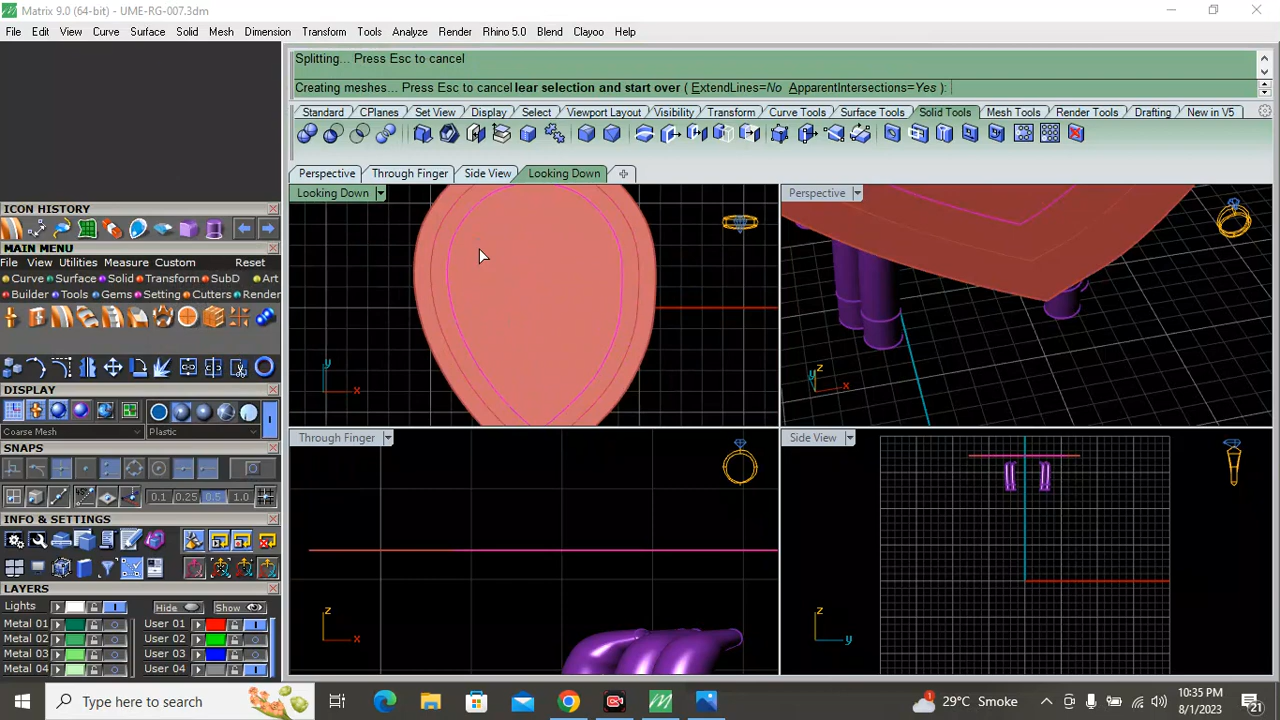 Matrix 9.0 (64-bit) - UME-RG-007.3dm
File Edit View Curve Surface Solid Mesh Dimension Transform Tools Analyze Render Rhino 5.0 Blend Clayoo Help
Splitting... Press Esc to cancel
Creating meshes... Press Esc to cancel lear selection and start over ( ExtendLines=No ApparentIntersections=Yes ):
Standard CPlanes Set View Display Select Viewport Layout Visibility Transform Curve Tools Surface Tools Solid Tools Mesh Tools Render Tools Drafting New in V5
Perspective Through Finger Side View Looking Down
Looking Down
Perspective
ICON HISTORY
MAIN MENU
File View Utilities Measure Custom
Curve Surface Solid Transform SubD Art
Builder Tools Gems Setting Cutters Render
DISPLAY
Coarse Mesh Plastic
SNAPS
0.1 0.25 0.5 1.0
INFO & SETTINGS
LAYERS
Lights Hide Show
Metal 01 User 01
Metal 02 User 02
Metal 03 User 03
Metal 04 User 04
y x
z y x
Through Finger
Side View
z x
z y
Type here to search
1
29°C Smoke
10:35 PM
8/1/2023
21